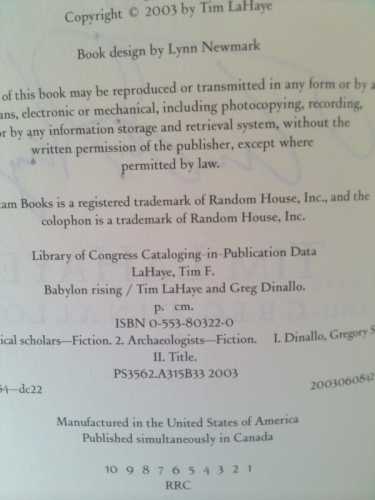 Copyright © 2003 by Tim LaHaye
Book design by Lynn Newmark
of this book may be reproduced or transmitted in any form or by a
ans, electronic or mechanical, including photocopying, recording,
or by any information storage and retrieval system, without the
written permission of the publisher, except where
permitted by law.
tam Books is a registered trademark of Random House, Inc., and the
colophon is a trademark of Random House, Inc.
Library of Congress Cataloging-in-Publication Data
LaHaye, Tim F.
Babylon rising / Tim LaHaye and Greg Dinallo.
p. cm.
ISBN 0-553-80322-0
ical scholars—Fiction. 2. Archaeologists—Fiction. I. Dinallo, Gregory S
II. Title.
PS3562.A315B33 2003
54—dc22 2003060842
Manufactured in the United States of America
Published simultaneously in Canada
10 9 8 7 6 5 4 3 2 1
RRC